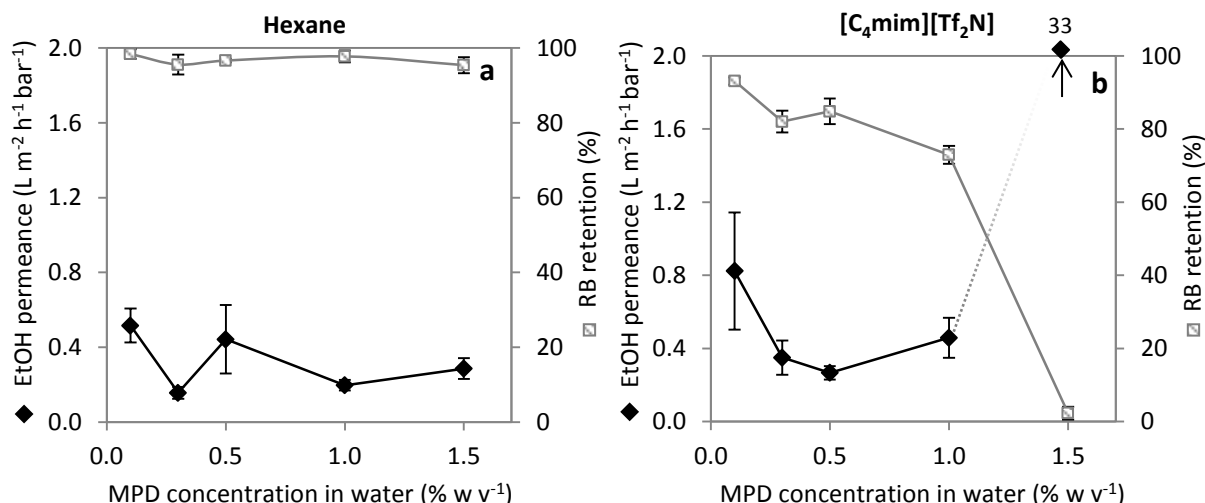 Hexane
a
EtOH permeance (L m⁻² h⁻¹ bar⁻¹)
2.0
1.6
1.2
0.8
0.4
0.0
100
80
60
40
20
0
RB retention (%)
0.0 0.5 1.0 1.5
MPD concentration in water (% w v⁻¹)
[C₄mim][Tf₂N]
33
b
EtOH permeance (L m⁻² h⁻¹ bar⁻¹)
2.0
1.6
1.2
0.8
0.4
0.0
100
80
60
40
20
0
RB retention (%)
0.0 0.5 1.0 1.5
MPD concentration in water (% w v⁻¹)